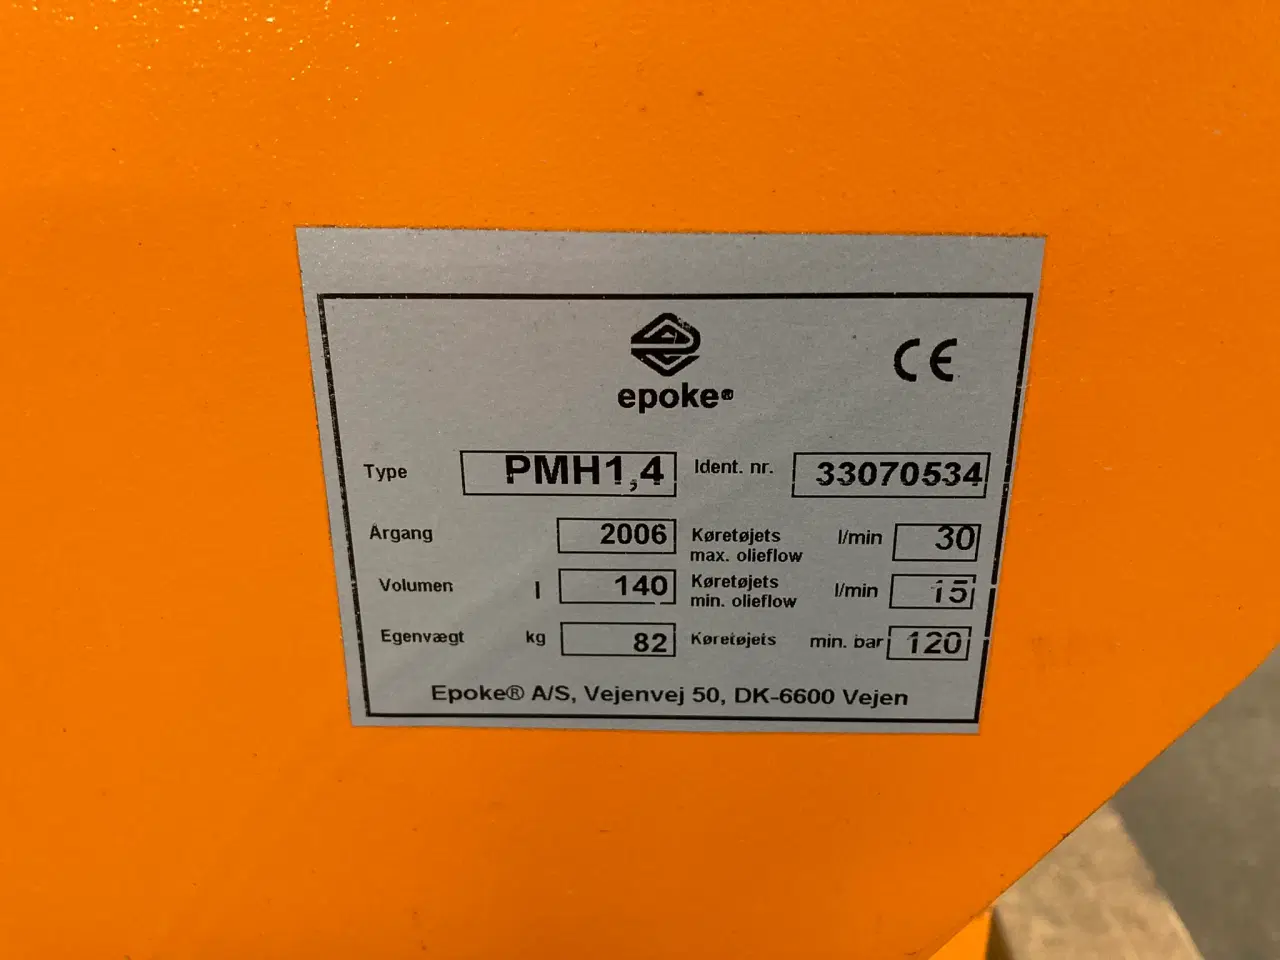 epoke®
CE
Type PMH1,4 Ident. nr. 33070534
Årgang 2006 Køretøjets max. olieflow l/min 30
Volumen l 140 Køretøjets min. olieflow l/min 15
Egenvægt kg 82 Køretøjets min. bar 120
Epoke® A/S, Vejenvej 50, DK-6600 Vejen